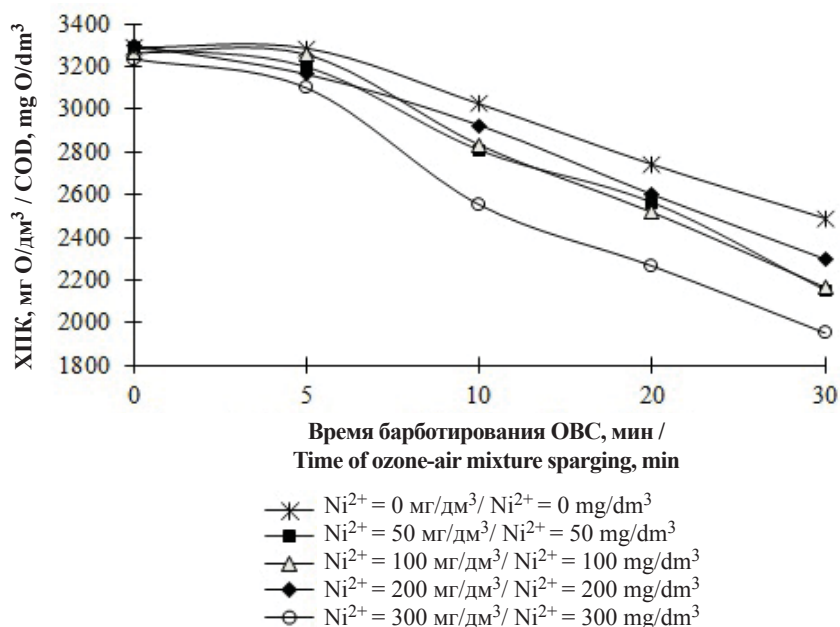 ХПК, мг О/дм³ / COD, mg O/dm³
3400
3200
3000
2800
2600
2400
2200
2000
1800
0 5 10 20 30
Время барботирования ОВС, мин /
Time of ozone-air mixture sparging, min
Ni²⁺ = 0 мг/дм³/ Ni²⁺ = 0 mg/dm³
Ni²⁺ = 50 мг/дм³/ Ni²⁺ = 50 mg/dm³
Ni²⁺ = 100 мг/дм³/ Ni²⁺ = 100 mg/dm³
Ni²⁺ = 200 мг/дм³/ Ni²⁺ = 200 mg/dm³
Ni²⁺ = 300 мг/дм³/ Ni²⁺ = 300 mg/dm³